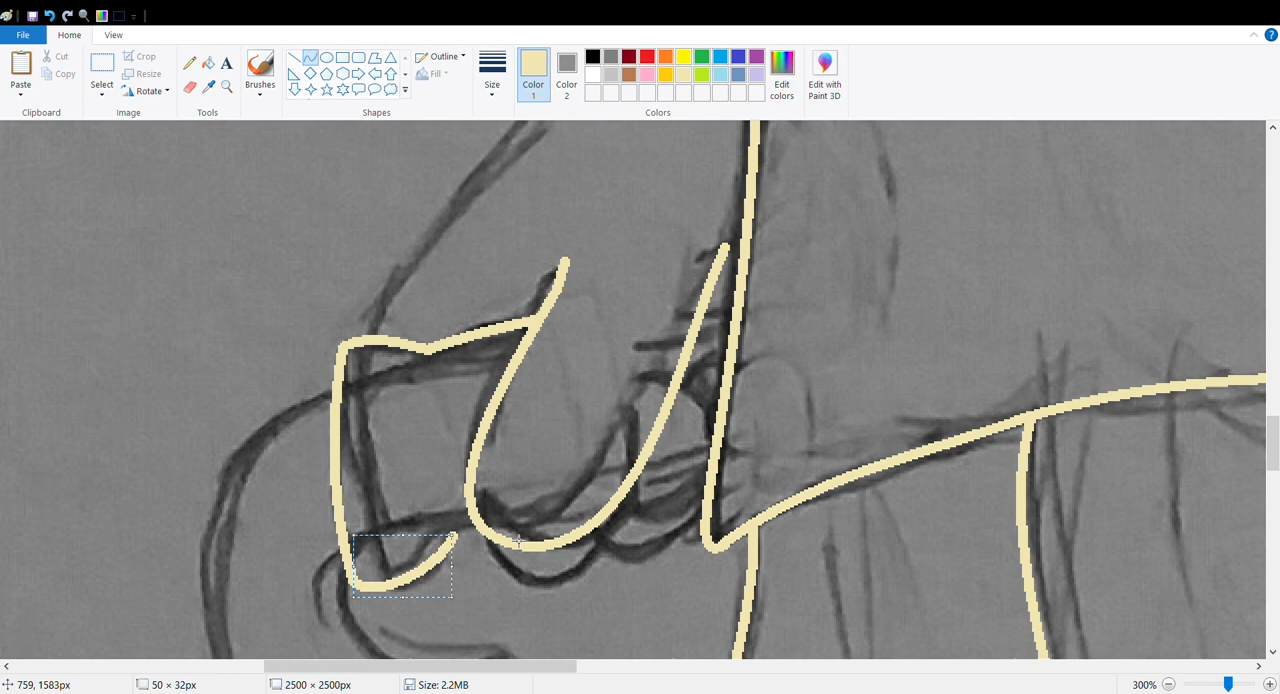 File Home View
Paste Cut Copy Select Crop Resize Rotate A Brushes Outline Fill Size Color 1 Color 2 Edit colors Edit with Paint 3D
Clipboard Image Tools Shapes Colors
759, 1583px 50 × 32px 2500 × 2500px Size: 2.2MB 300%